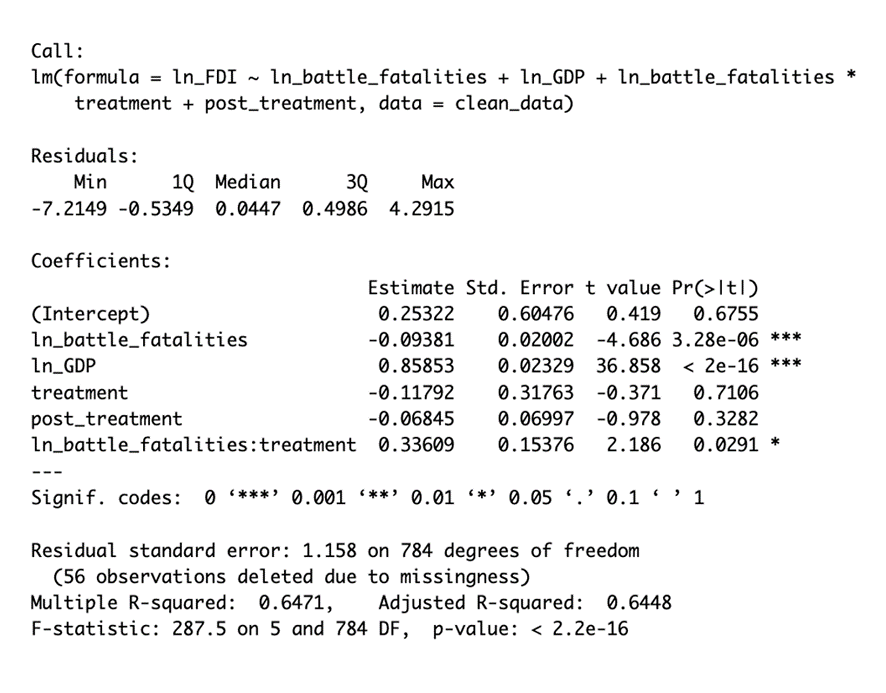 Call:
lm(formula = ln_FDI ~ ln_battle_fatalities + ln_GDP + ln_battle_fatalities *
    treatment + post_treatment, data = clean_data)
Residuals:
    Min      1Q  Median      3Q     Max
-7.2149 -0.5349  0.0447  0.4986  4.2915
Coefficients:
                               Estimate Std. Error t value Pr(>|t|)
(Intercept)                     0.25322    0.60476   0.419   0.6755
ln_battle_fatalities           -0.09381    0.02002  -4.686 3.28e-06 ***
ln_GDP                          0.85853    0.02329  36.858  < 2e-16 ***
treatment                      -0.11792    0.31763  -0.371   0.7106
post_treatment                 -0.06845    0.06997  -0.978   0.3282
ln_battle_fatalities:treatment  0.33609    0.15376   2.186   0.0291 *
---
Signif. codes:  0 ‘***’ 0.001 ‘**’ 0.01 ‘*’ 0.05 ‘.’ 0.1 ‘ ’ 1
Residual standard error: 1.158 on 784 degrees of freedom
  (56 observations deleted due to missingness)
Multiple R-squared:  0.6471,    Adjusted R-squared:  0.6448
F-statistic: 287.5 on 5 and 784 DF,  p-value: < 2.2e-16